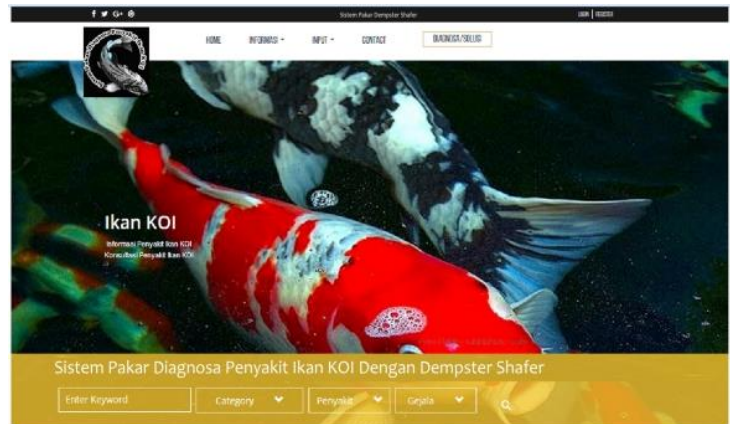 Sistem Pakar Dempster Shafer
LOGIN | REGISTER
HOME INFORMASI INPUT CONTACT DIAGNOSA/SOLUSI
Ikan KOI
Informasi Penyakit Ikan KOI
Konsultasi Penyakit Ikan KOI
Sistem Pakar Diagnosa Penyakit Ikan KOI Dengan Dempster Shafer
Enter Keyword Category Penyakit Gejala